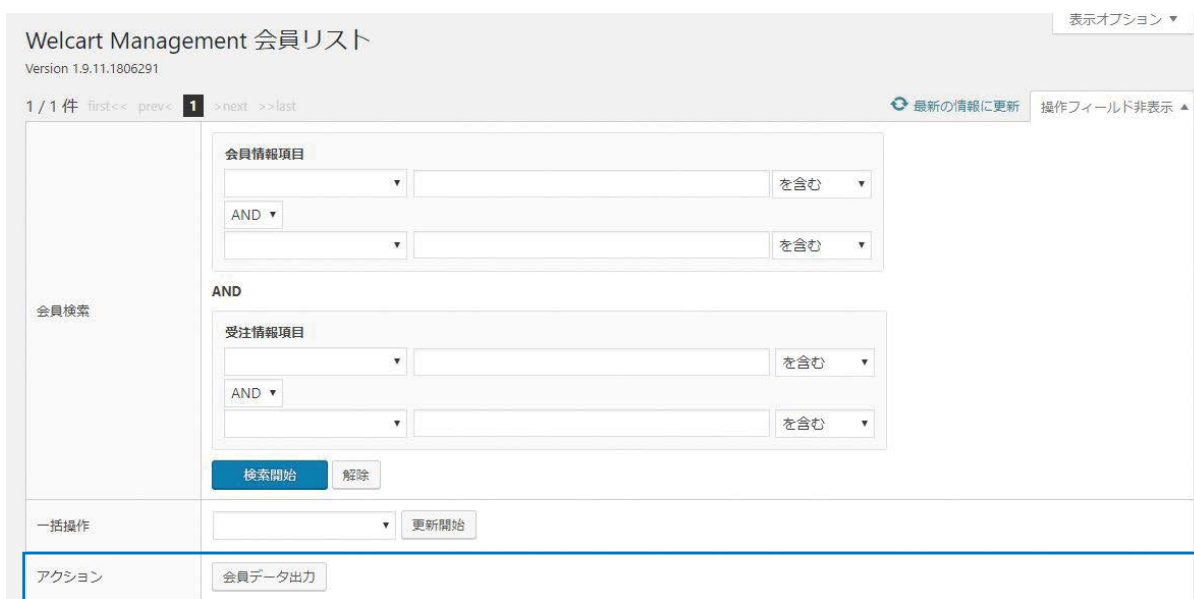 表示オプション ▼
Welcart Management 会員リスト
Version 1.9.11.1806291
1 / 1 件 first<< prev< 1 >next >>last
最新の情報に更新 操作フィールド非表示 ▲
会員情報項目
を含む
AND
を含む
AND
会員検索
受注情報項目
を含む
AND
を含む
検索開始 解除
一括操作 更新開始
アクション 会員データ出力